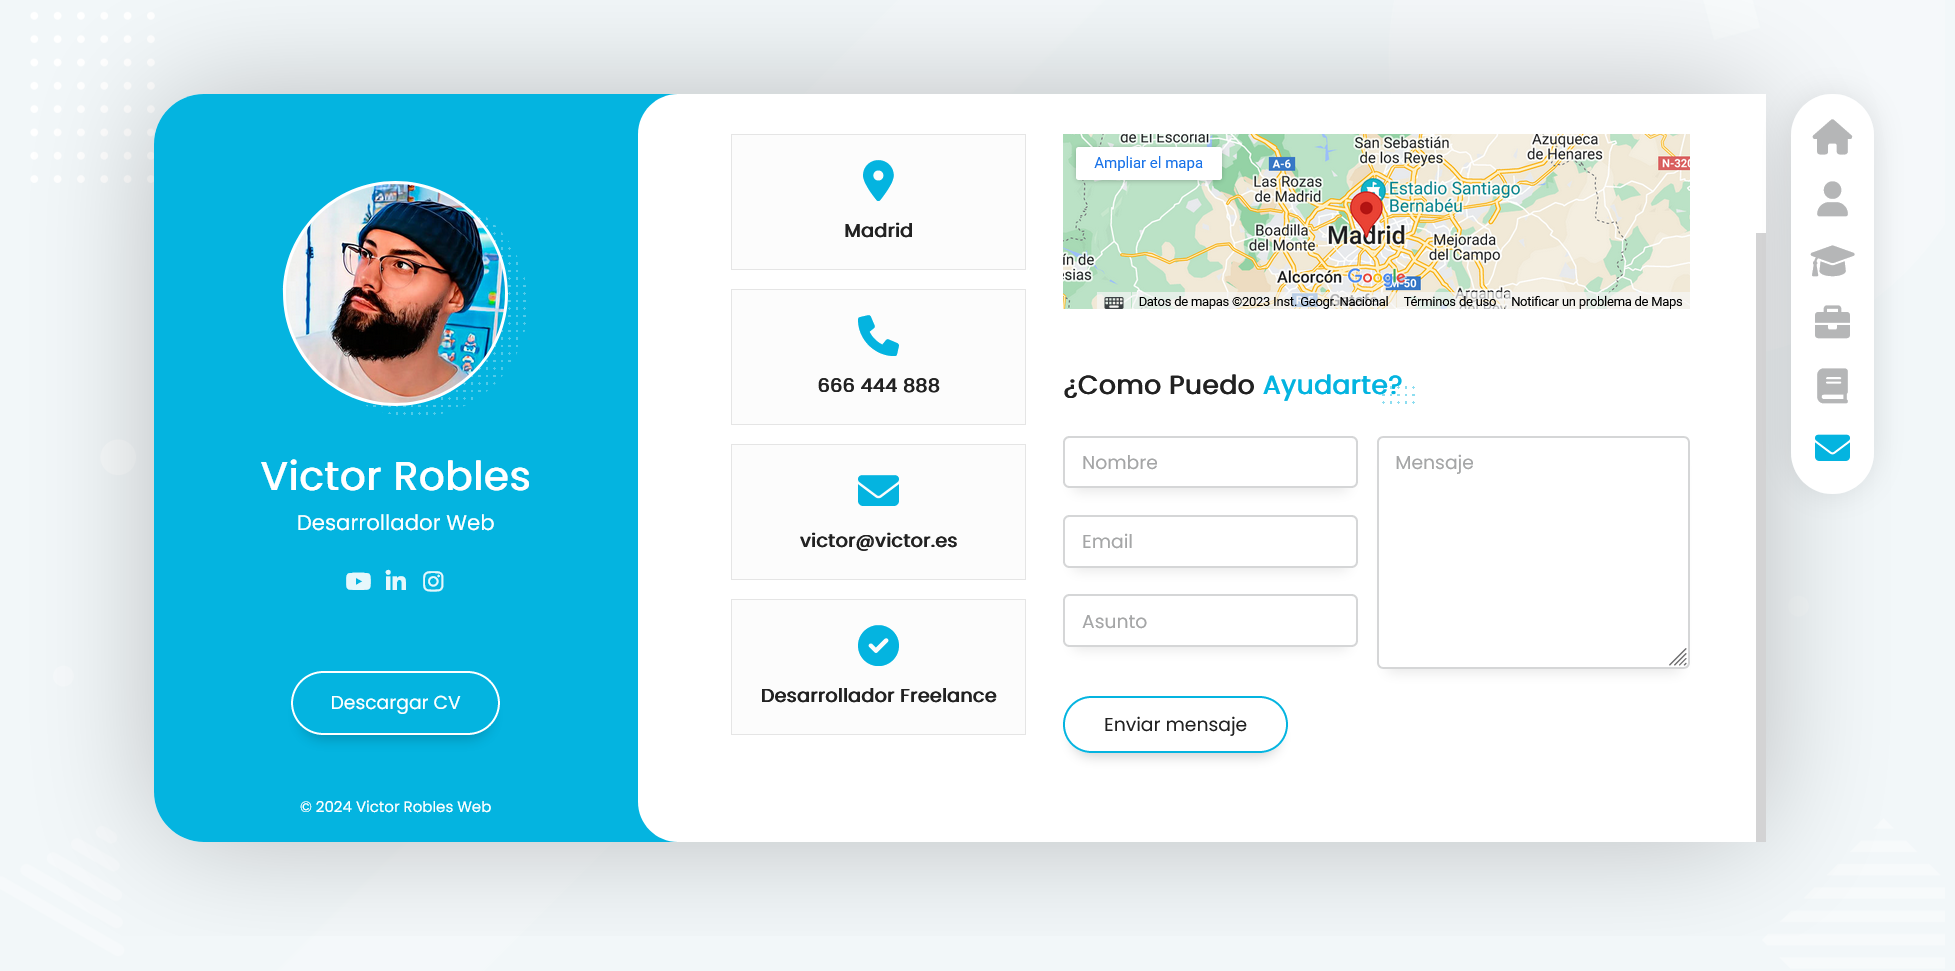 Victor Robles
Desarrollador Web
Descargar CV
© 2024 Victor Robles Web
Madrid
666 444 888
victor@victor.es
Desarrollador Freelance
de El Escorial
Ampliar el mapa
A-6
San Sebastián
de los Reyes
Azuqueca
de Henares
N-320
Las Rozas
de Madrid
Estadio Santiago
Bernabéu
Boadilla
del Monte
Madrid
Mejorada
del Campo
ín de
esias
Alcorcón
Google
M-50
Arganda
del Rey
Datos de mapas ©2023 Inst. Geogr. Nacional
Términos de uso
Notificar un problema de Maps
¿Como Puedo Ayudarte?
Nombre
Mensaje
Email
Asunto
Enviar mensaje